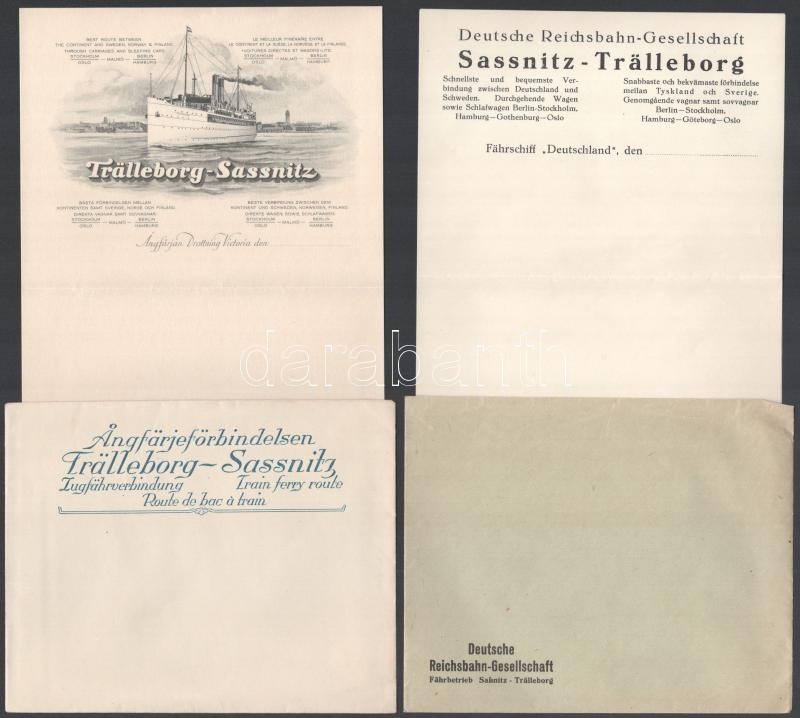 BEST ROUTE BETWEEN
THE CONTINENT AND SWEDEN, NORWAY & FINLAND.
THROUGH CARRIAGES AND SLEEPING CARS.
STOCKHOLM — MALMÖ — BERLIN
OSLO HAMBURG
LE MEILLEUR ITINÉRAIRE ENTRE
LE CONTINENT ET LA SUÈDE, LA NORVÈGE ET LA FINLANDE.
VOITURES DIRECTES ET WAGONS-LITS.
STOCKHOLM — MALMÖ — BERLIN
OSLO HAMBURG
Trälleborg-Sassnitz
BÄSTA FÖRBINDELSEN MELLAN
KONTINENTEN SAMT SVERIGE, NORGE OCH FINLAND.
DIREKTA VAGNAR SAMT SOVVAGNAR.
STOCKHOLM — MALMÖ — BERLIN
OSLO HAMBURG
BESTE VERBINDUNG ZWISCHEN DEM
KONTINENT UND SCHWEDEN, NORWEGEN, FINLAND.
DIREKTE WAGEN, SOWIE SCHLAFWAGEN.
STOCKHOLM — MALMÖ — BERLIN
OSLO HAMBURG
Ångfärjan Drottning Victoria den
Deutsche Reichsbahn-Gesellschaft
Sassnitz - Trälleborg
Schnellste und bequemste Ver-
bindung zwischen Deutschland und
Schweden. Durchgehende Wagen
sowie Schlafwagen Berlin—Stockholm,
Hamburg—Gothenburg—Oslo
Snabbaste och bekvämaste förbindelse
mellan Tyskland och Sverige.
Genomgående vagnar samt sovvagnar
Berlin—Stockholm,
Hamburg—Göteborg—Oslo
Fährschiff „Deutschland", den
darabanth
Ångfärjeförbindelsen
Trälleborg—Sassnitz
Zugfährverbindung Train ferry route
Route de bac à train
Deutsche
Reichsbahn-Gesellschaft
Fährbetrieb Saßnitz - Trälleborg